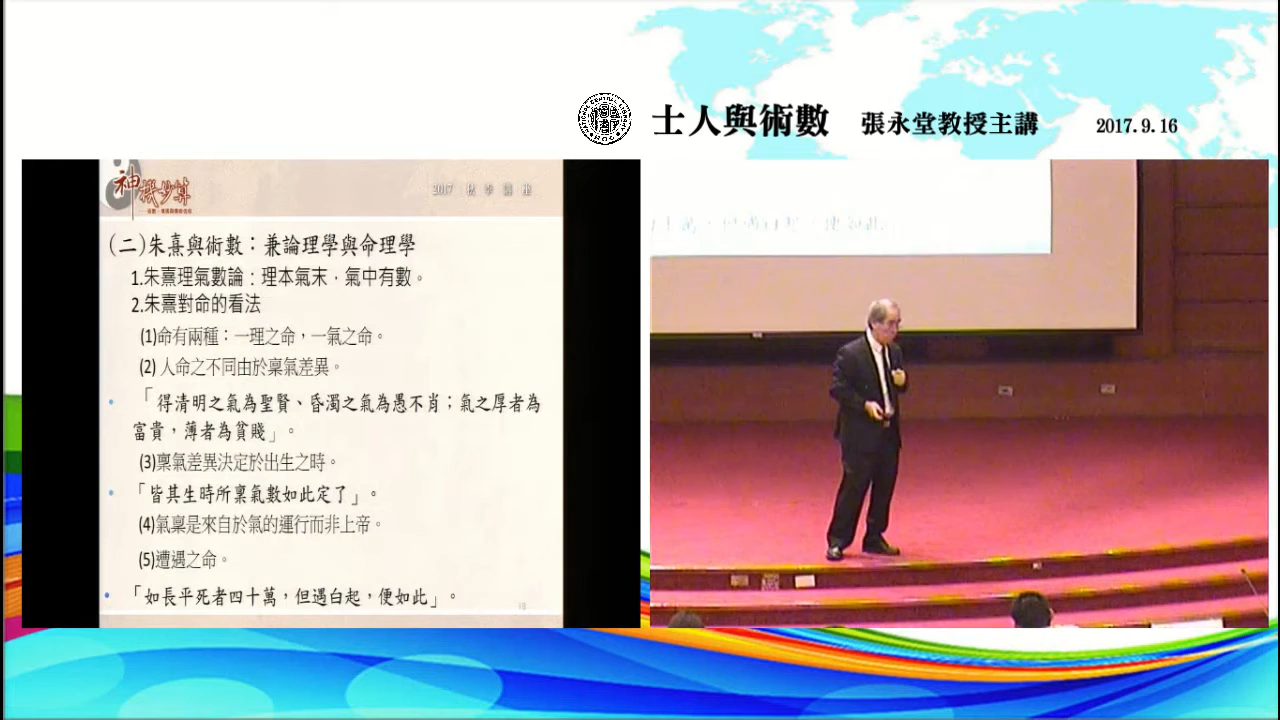 士人與術數 張永堂教授主講 2017.9.16
神機妙算
2017 秋季講座
(二)朱熹與術數：兼論理學與命理學
1.朱熹理氣數論：理本氣末，氣中有數。
2.朱熹對命的看法
(1)命有兩種：一理之命，一氣之命。
(2) 人命之不同由於稟氣差異。
• 「得清明之氣為聖賢、昏濁之氣為愚不肖；氣之厚者為
富貴，薄者為貧賤」。
(3)稟氣差異決定於出生之時。
• 「皆其生時所稟氣數如此定了」。
(4)氣稟是來自於氣的運行而非上帝。
(5)遭遇之命。
• 「如長平死者四十萬，但遇白起，便如此」。
18